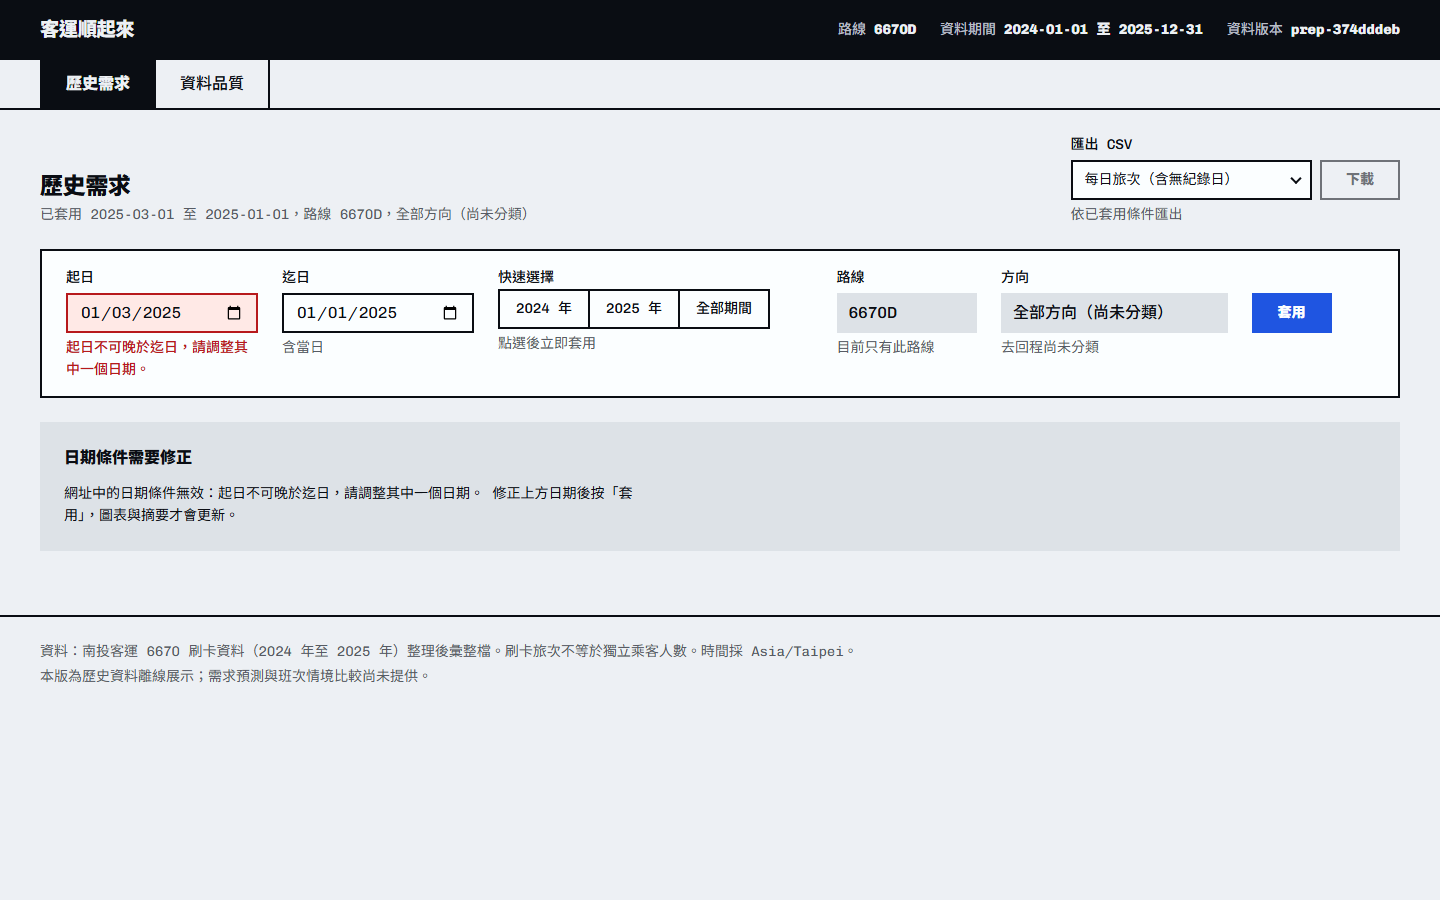 客運順起來
路線 6670D 資料期間 2024-01-01 至 2025-12-31 資料版本 prep-374dddeb
歷史需求 資料品質
匯出 CSV
每日旅次（含無紀錄日） 下載
依已套用條件匯出
歷史需求
已套用 2025-03-01 至 2025-01-01，路線 6670D，全部方向（尚未分類）
起日 迄日 快速選擇 路線 方向
01/03/2025 01/01/2025 2024 年 2025 年 全部期間 6670D 全部方向（尚未分類） 套用
起日不可晚於迄日，請調整其 含當日 點選後立即套用 目前只有此路線 去回程尚未分類
中一個日期。
日期條件需要修正
網址中的日期條件無效：起日不可晚於迄日，請調整其中一個日期。 修正上方日期後按「套
用」，圖表與摘要才會更新。
資料：南投客運 6670 刷卡資料（2024 年至 2025 年）整理後彙整檔。刷卡旅次不等於獨立乘客人數。時間採 Asia/Taipei。
本版為歷史資料離線展示；需求預測與班次情境比較尚未提供。